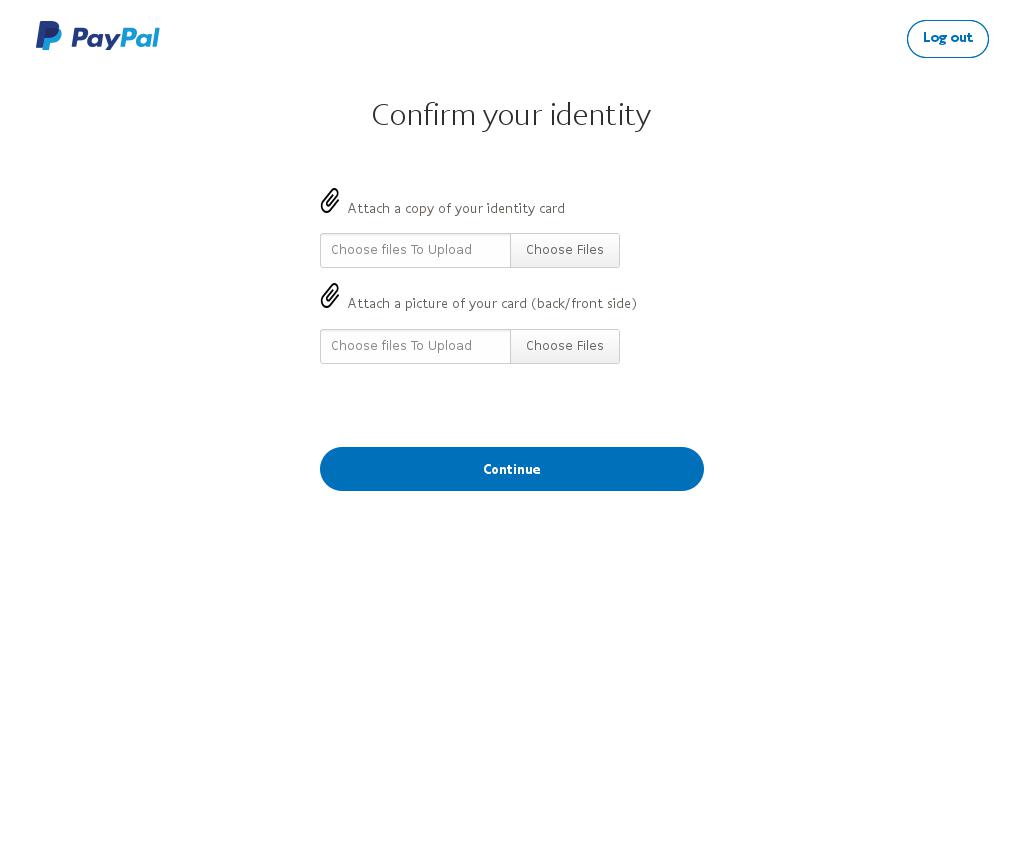 PayPal
Log out
Confirm your identity
Attach a copy of your identity card
Choose files To Upload
Choose Files
Attach a picture of your card (back/front side)
Choose files To Upload
Choose Files
Continue